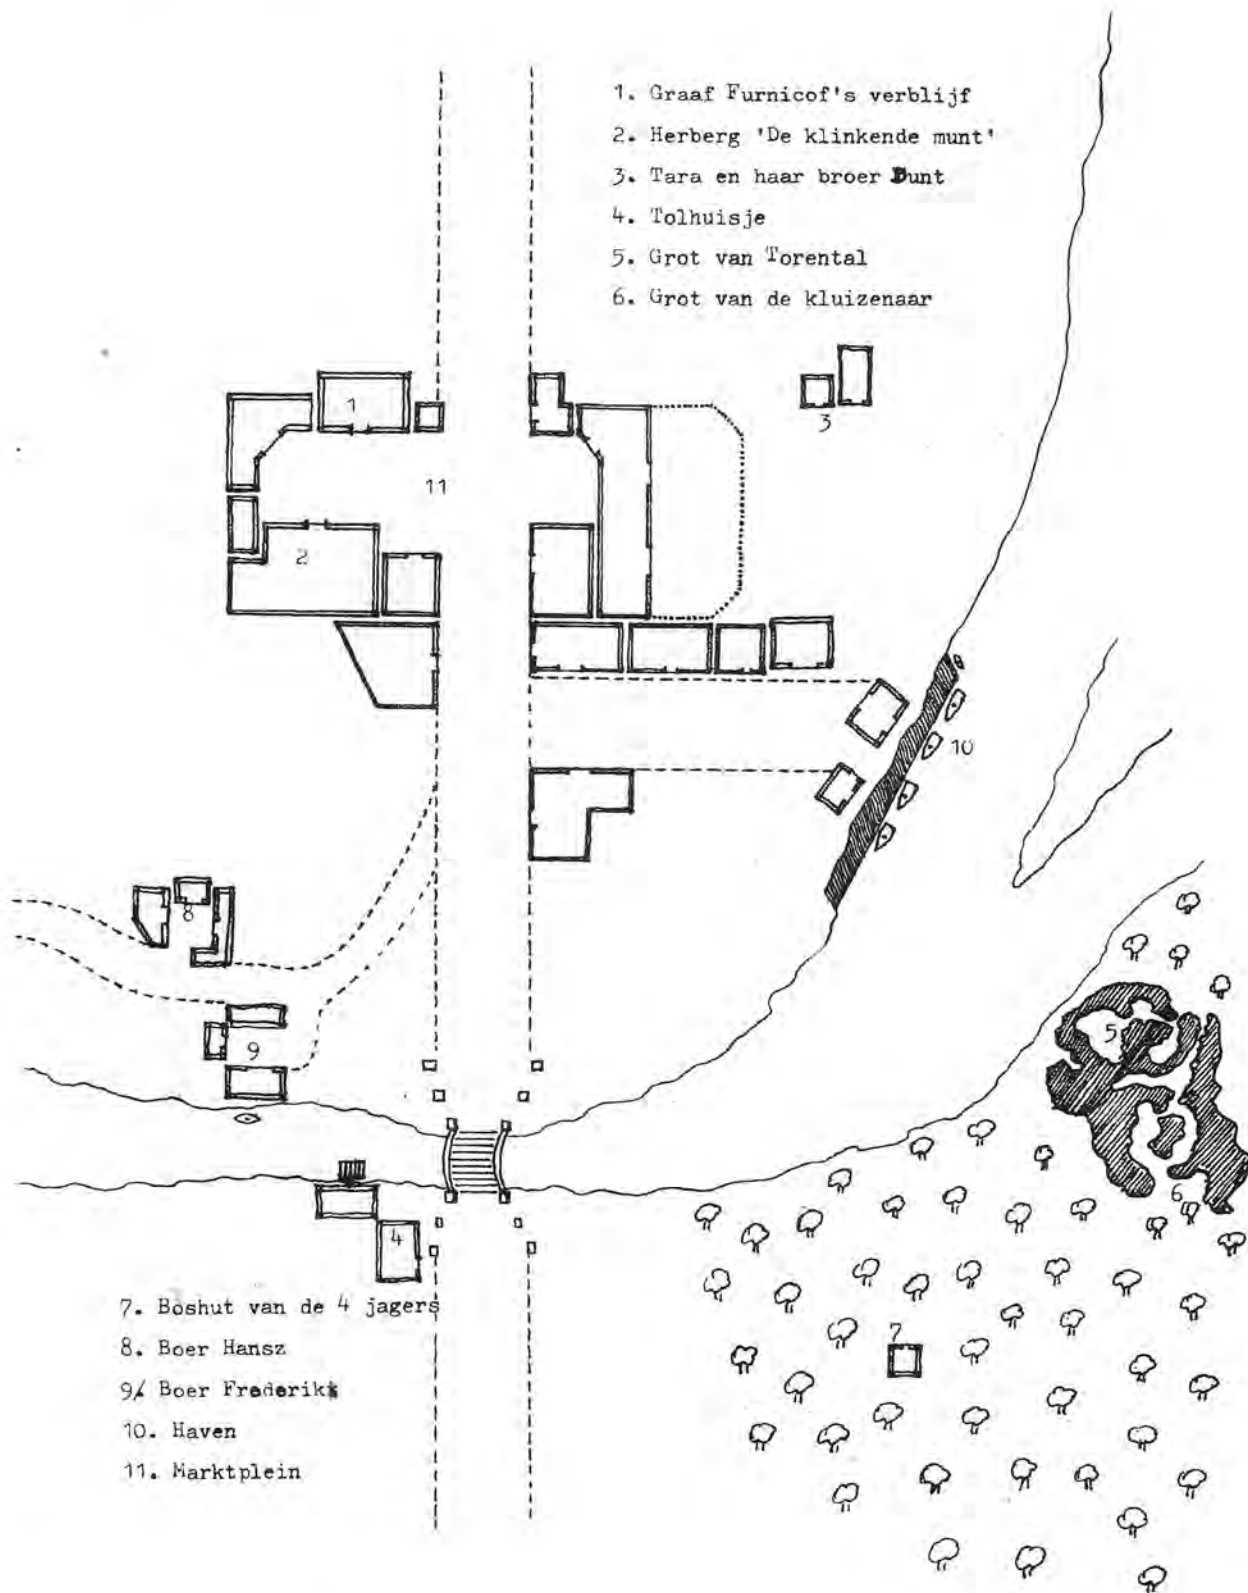 1. Graaf Furnicof's verblijf
2. Herberg 'De klinkende munt'
3. Tara en haar broer Dunt
4. Tolhuisje
5. Grot van Torental
6. Grot van de kluizenaar
1
3
11
2
10
8
5
9
6
4
7
7. Boshut van de 4 jagers
8. Boer Hansz
9. Boer Frederik
10. Haven
11. Marktplein